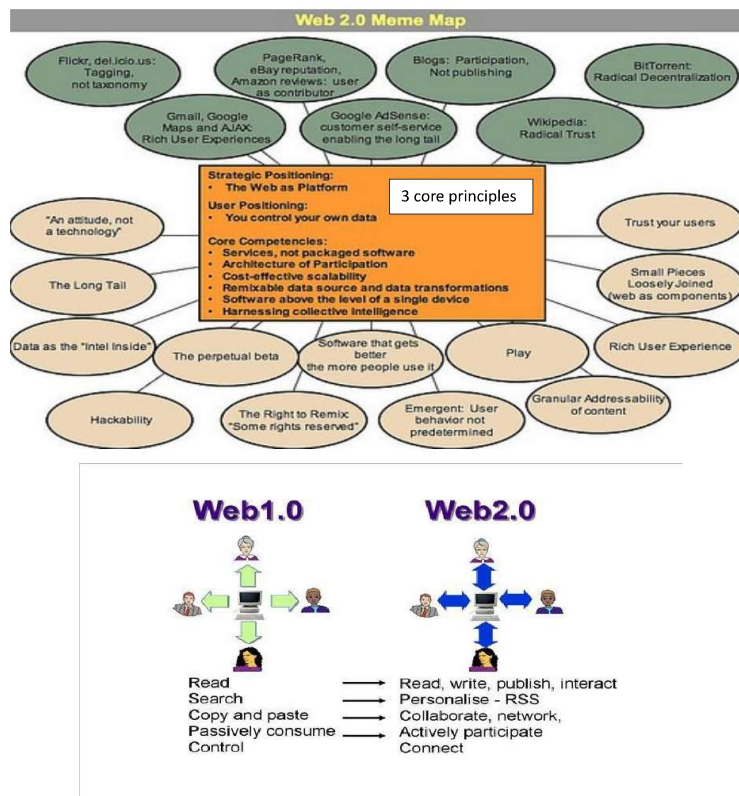 Web 2.0 Meme Map
Flickr, del.icio.us:
Tagging,
not taxonomy
PageRank,
eBay reputation,
Amazon reviews: user
as contributor
Blogs: Participation,
Not publishing
BitTorrent:
Radical Decentralization
Gmail, Google
Maps and AJAX:
Rich User Experiences
Google AdSense:
customer self-service
enabling the long tail
Wikipedia:
Radical Trust
Strategic Positioning:
• The Web as Platform
User Positioning:
• You control your own data
Core Competencies:
• Services, not packaged software
• Architecture of Participation
• Cost-effective scalability
• Remixable data source and data transformations
• Software above the level of a single device
• Harnessing collective intelligence
3 core principles
"An attitude, not
a technology"
The Long Tail
Data as the "Intel Inside"
Hackability
The perpetual beta
The Right to Remix:
"Some rights reserved"
Software that gets
better
the more people use it
Emergent: User
behavior not
predetermined
Play
Granular Addressability
of content
Rich User Experience
Small Pieces
Loosely Joined
(web as components)
Trust your users
Web1.0
Web2.0
Read Read, write, publish, interact
Search Personalise - RSS
Copy and paste Collaborate, network,
Passively consume Actively participate
Control Connect